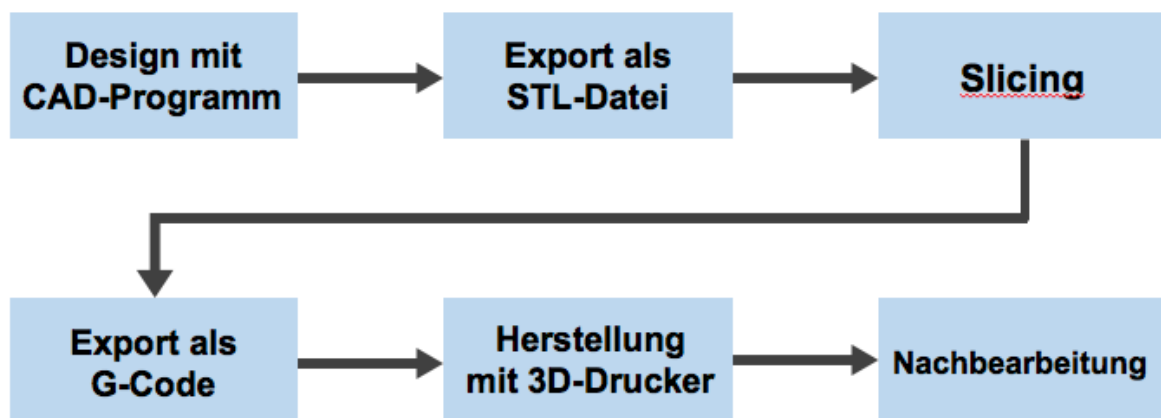 Design mit
CAD-Programm
Export als
STL-Datei
Slicing
Export als
G-Code
Herstellung
mit 3D-Drucker
Nachbearbeitung